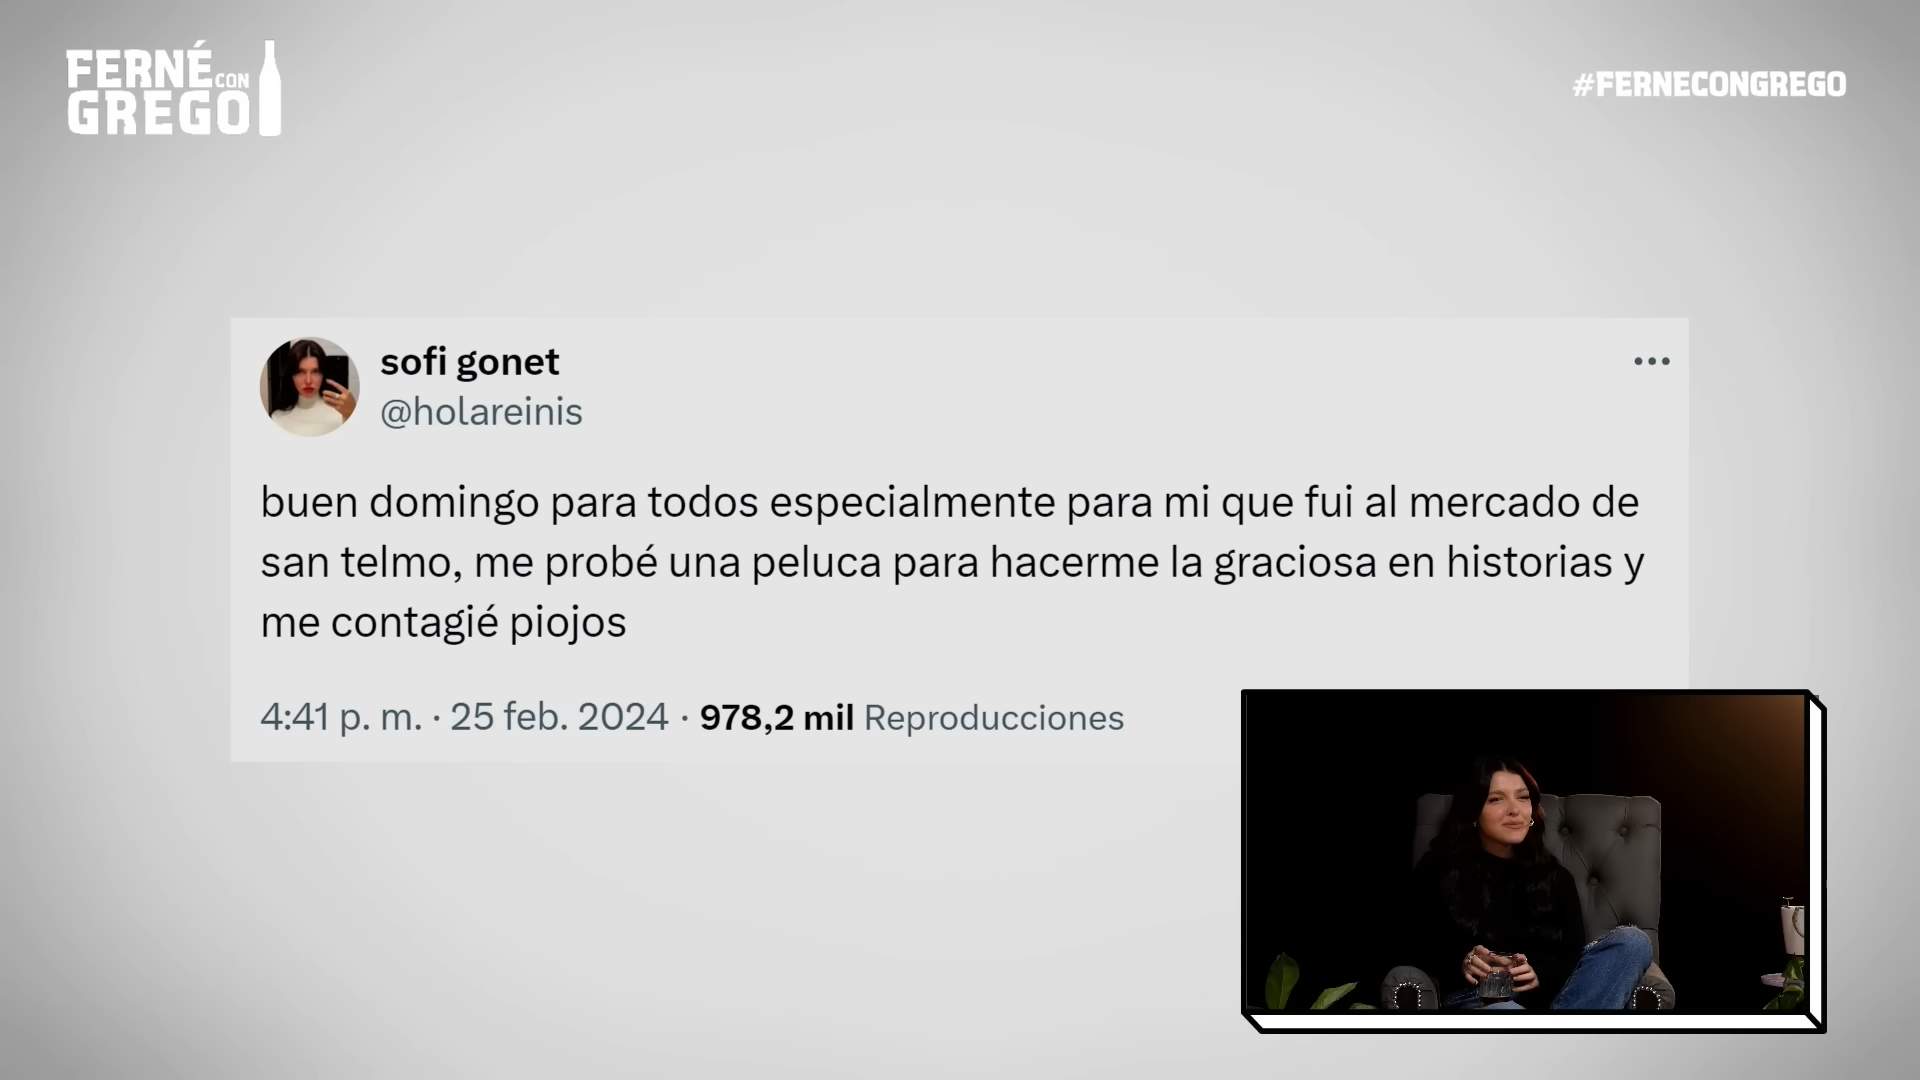 FERNÉ CON
GREGO
#FERNECONGREGO
sofi gonet
@holareinis
buen domingo para todos especialmente para mi que fui al mercado de
san telmo, me probé una peluca para hacerme la graciosa en historias y
me contagié piojos
4:41 p. m. · 25 feb. 2024 · 978,2 mil Reproducciones